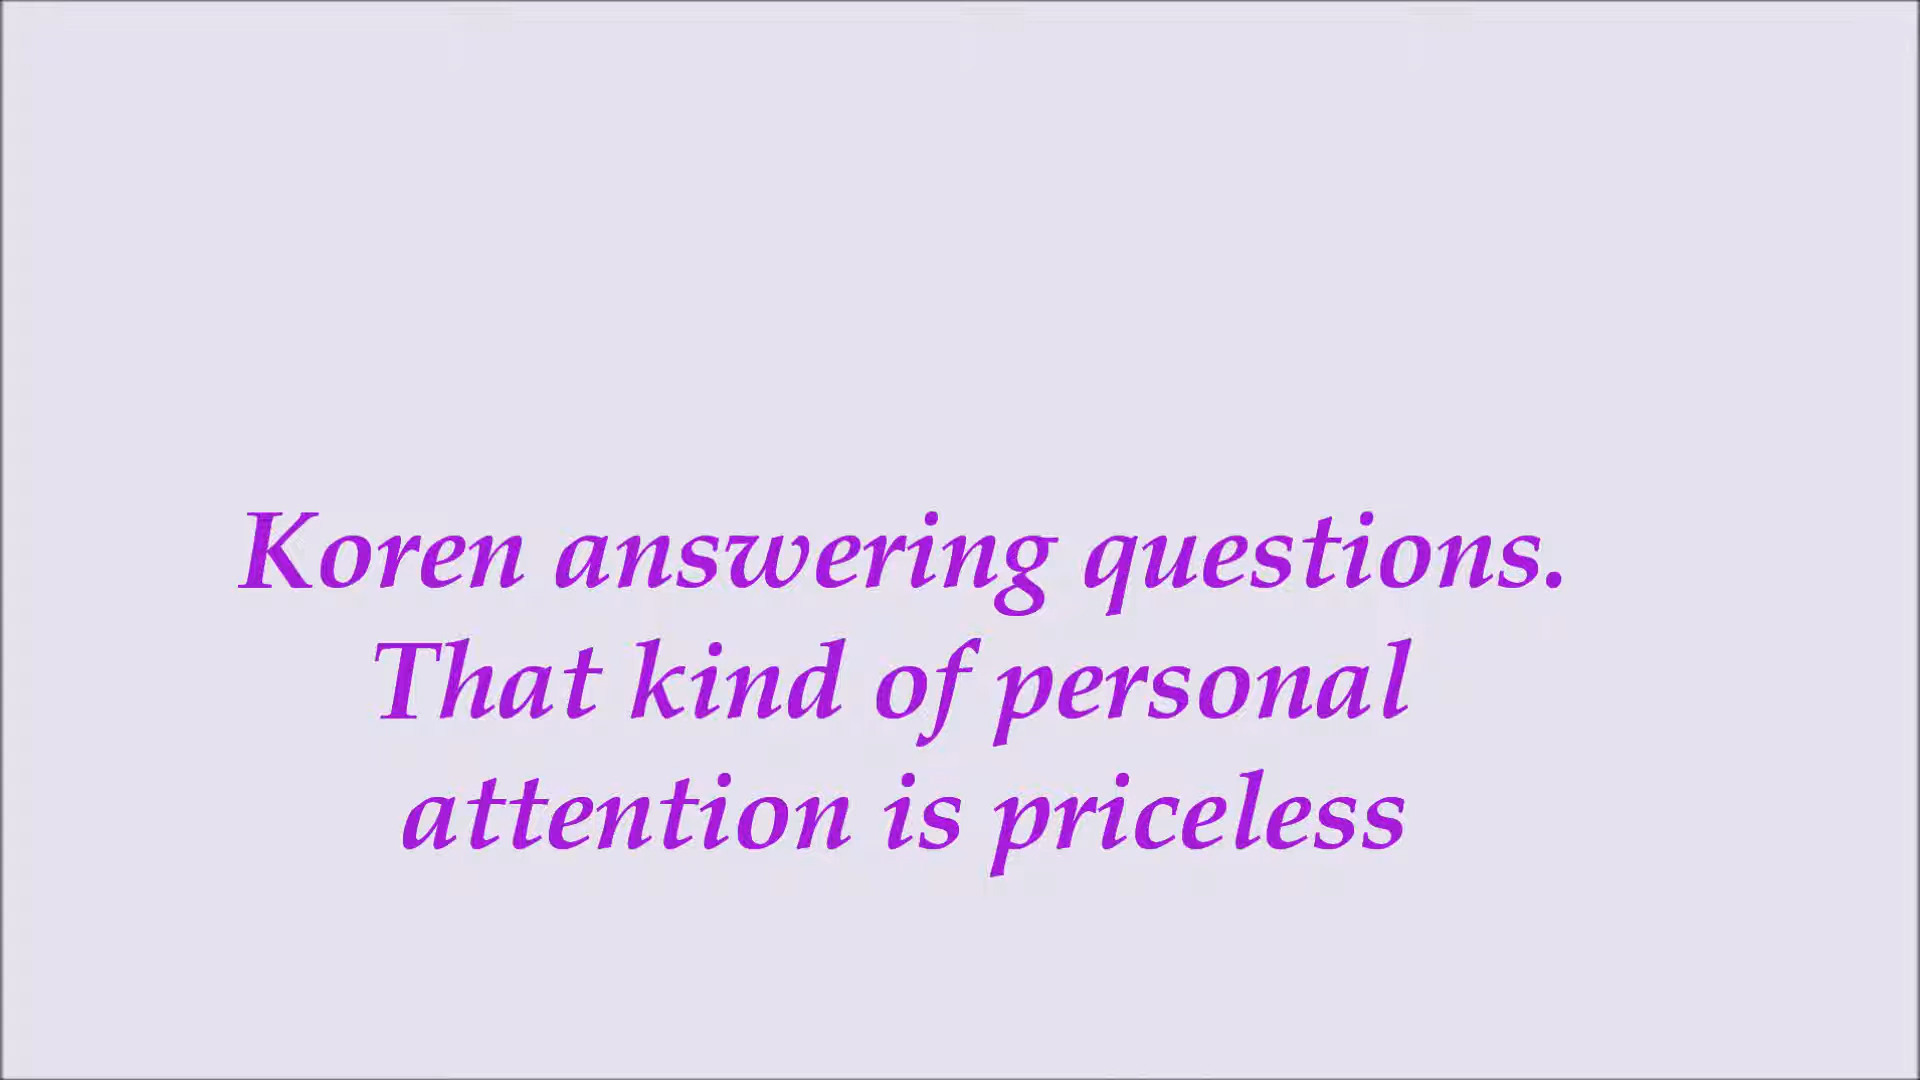 Koren answering questions.
That kind of personal
attention is priceless